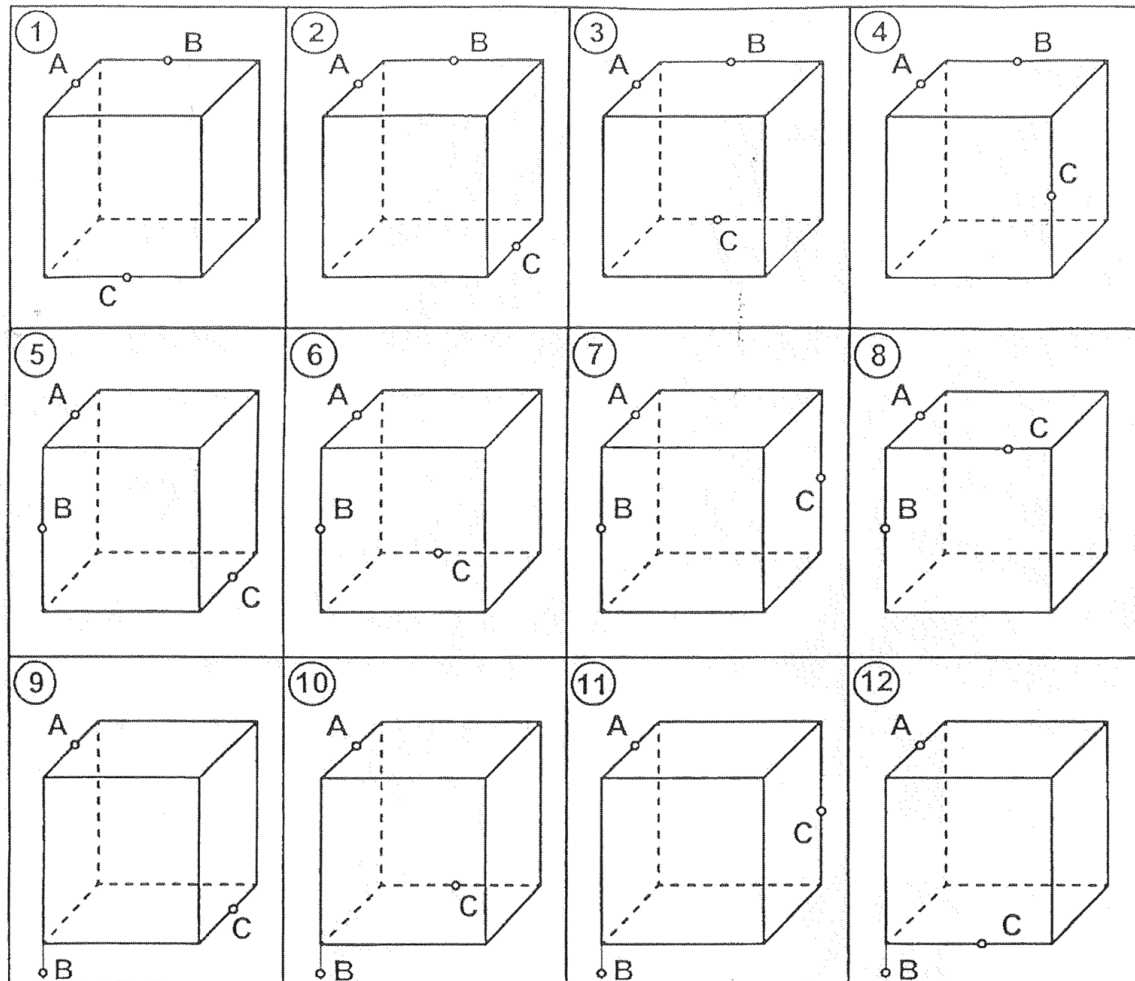 1 2 3 4
A B A B A B A B
C C C C
5 6 7 8
A A A A
C
B B B C B
C C
9 10 11 12
A A A A
C
C C C
B B B B